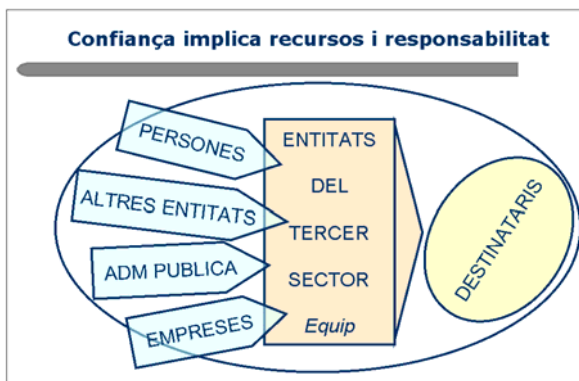 Confiança implica recursos i responsabilitat
PERSONES
ALTRES ENTITATS
ADM PUBLICA
EMPRESES
ENTITATS
DEL
TERCER
SECTOR
Equip
DESTINATARIS